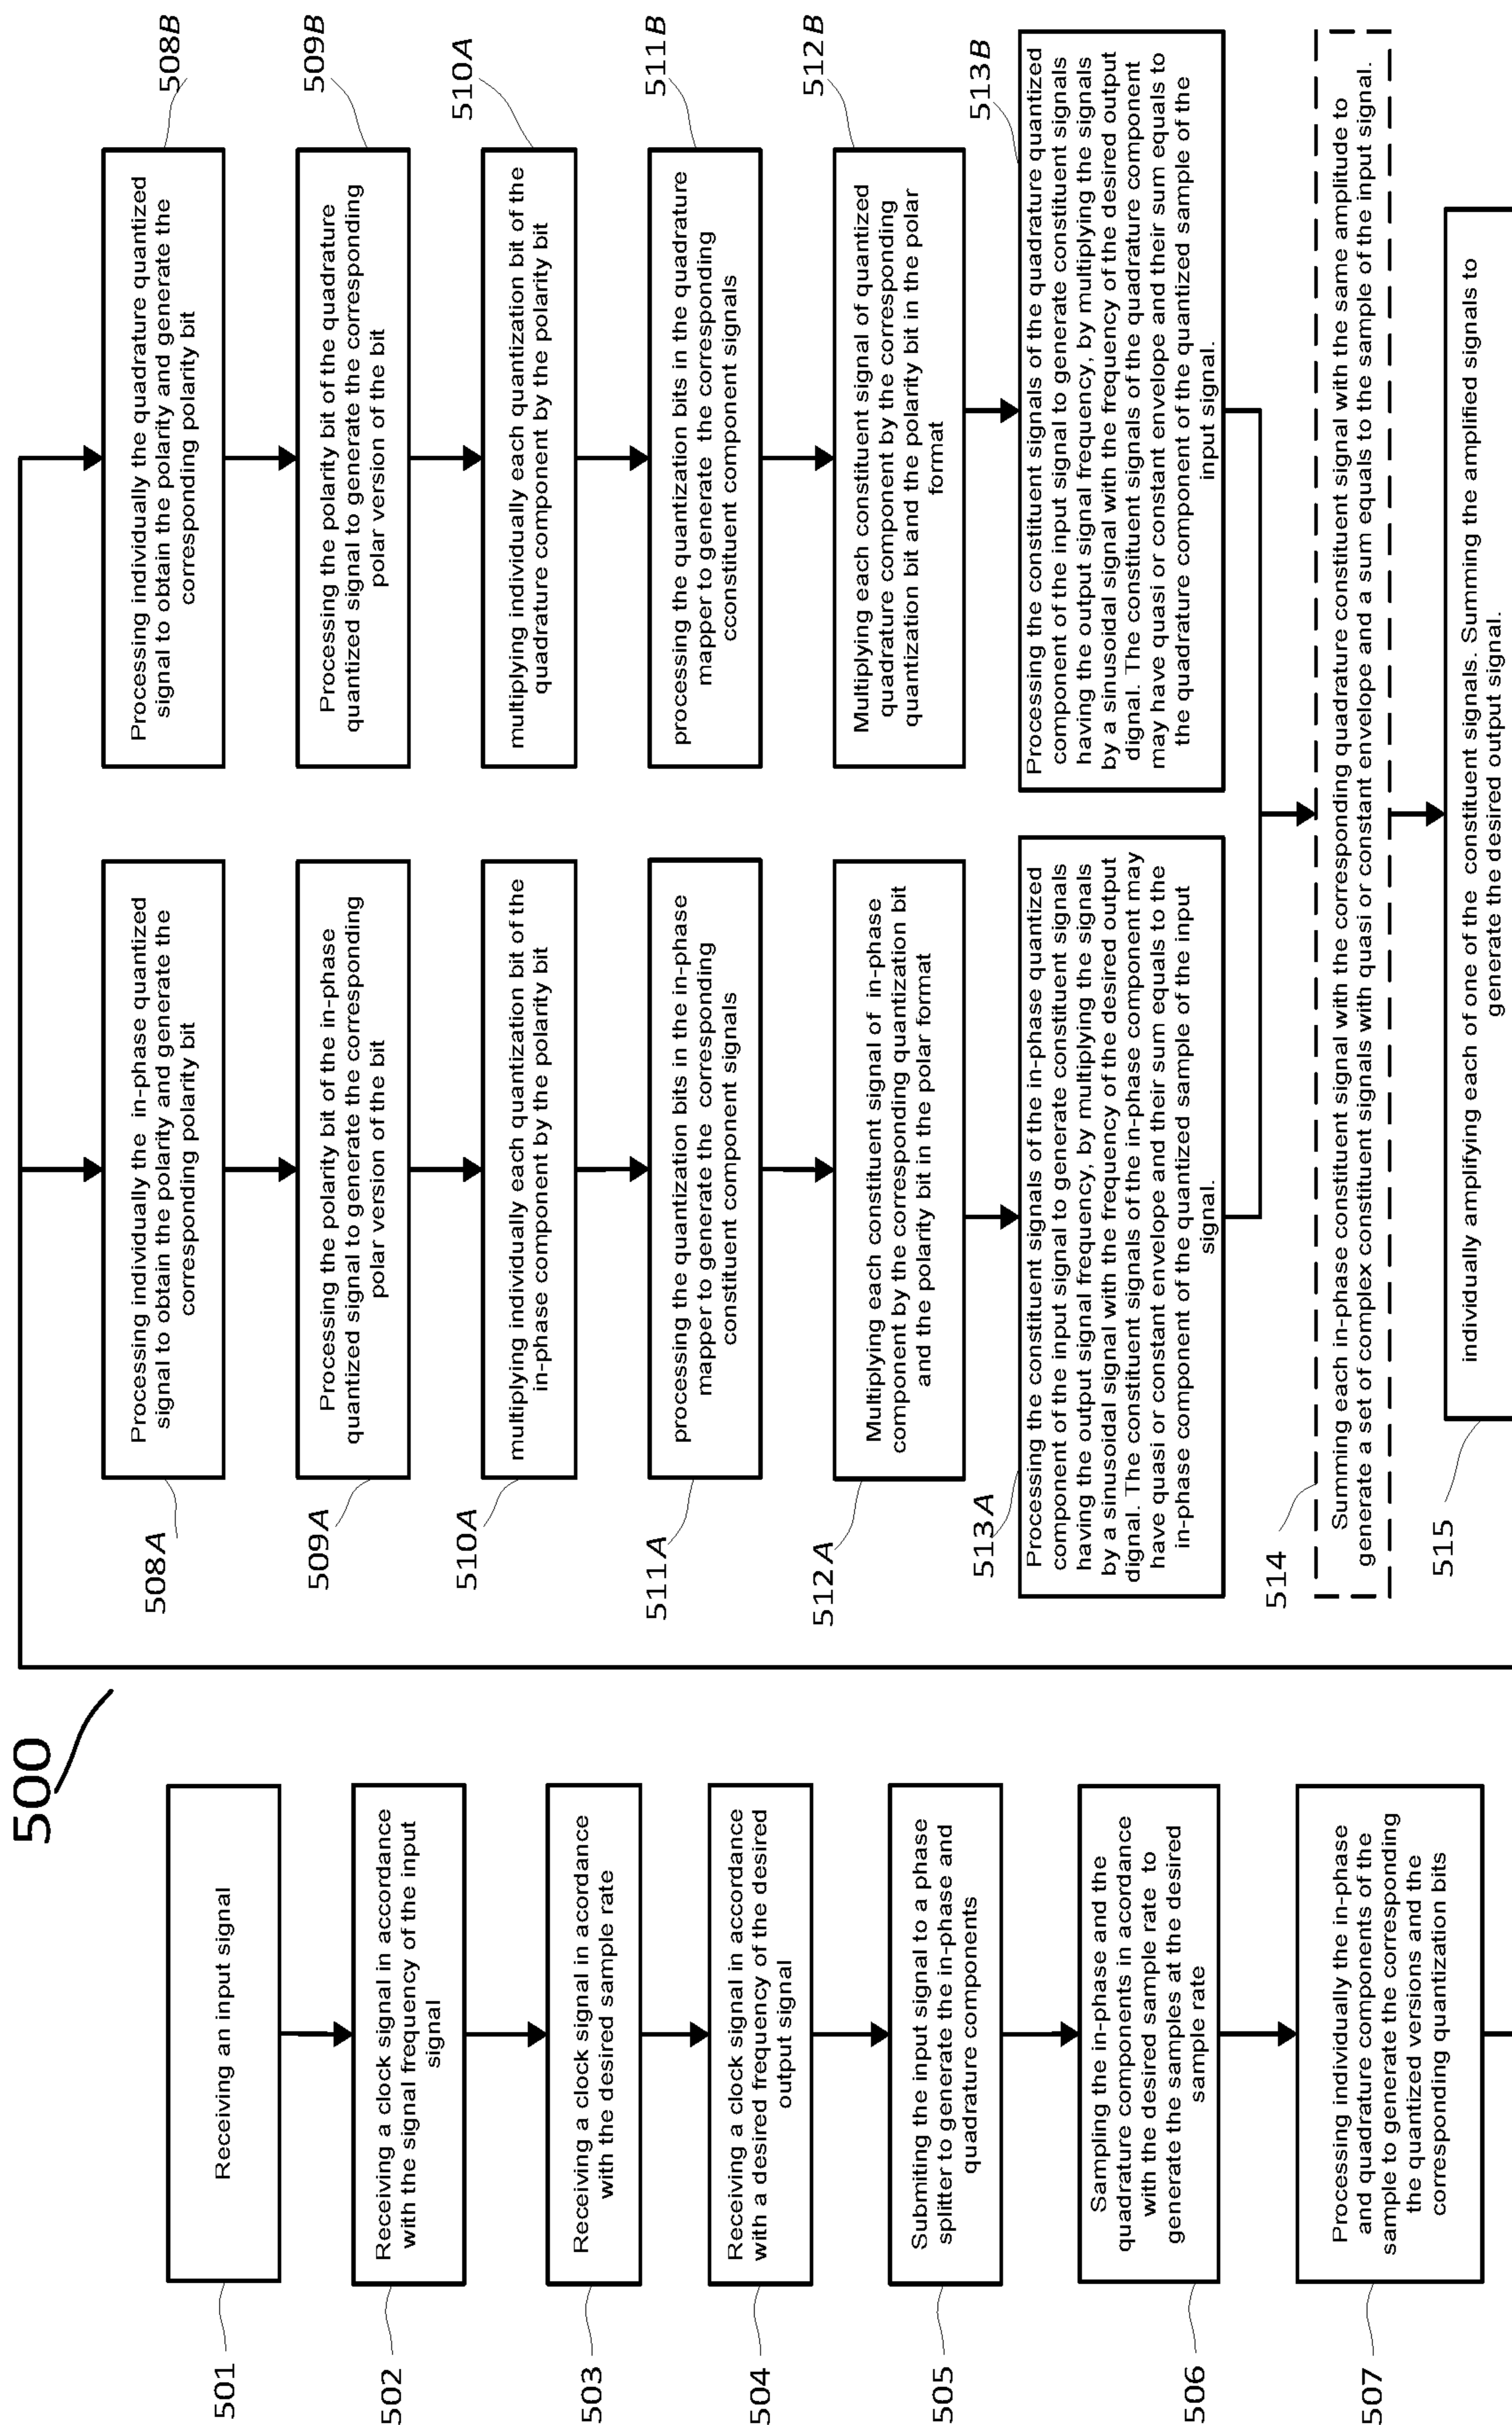 500
501
Receiving an input signal
502
Receiving a clock signal in accordance
with the signal frequency of the input
signal
503
Receiving a clock signal in acordance
with the desired sample rate
504
Receiving a clock signal in accordance
with a desired frequency of the desired
output signal
505
Submiting the input signal to a phase
splitter to generate the in-phase and
quadrature components
506
Sampling the in-phase and the
quadrature components in acordance
with the desired sample rate to
generate the samples at the desired
sample rate
507
Processing individually the in-phase
and quadrature components of the
sample to generate the corresponding
the quantized versions and the
corresponding quantization bits
508A
Processing individually the in-phase quantized
signal to obtain the polarity and generate the
corresponding polarity bit
509A
Processing the polarity bit of the in-phase
quantized signal to generate the corresponding
polar version of the bit
510A
multiplying individually each quantization bit of the
in-phase component by the polarity bit
511A
processing the quantization bits in the in-phase
mapper to generate the corresponding
constituent component signals
512A
Multiplying each constituent signal of in-phase
component by the corresponding quantization bit
and the polarity bit in the polar format
513A
Processing the constituent signals of the in-phase quantized
component of the input signal to generate constituent signals
having the output signal frequency, by multiplying the signals
by a sinusoidal signal with the frequency of the desired output
dignal. The constituent signals of the in-phase component may
have quasi or constant envelope and their sum equals to the
in-phase component of the quantized sample of the input
signal.
508B
Processing individually the quadrature quantized
signal to obtain the polarity and generate the
corresponding polarity bit
509B
Processing the polarity bit of the quadrature
quantized signal to generate the corresponding
polar version of the bit
510A
multiplying individually each quantization bit of the
quadrature component by the polarity bit
511B
processing the quantization bits in the quadrature
mapper to generate the corresponding
cconstituent component signals
512B
Multiplying each constituent signal of quantized
quadrature component by the corresponding
quantization bit and the polarity bit in the polar
format
513B
Processing the constituent signals of the quadrature quantized
component of the input signal to generate constituent signals
having the output signal frequency, by multiplying the signals
by a sinusoidal signal with the frequency of the desired output
dignal. The constituent signals of the quadrature component
may have quasi or constant envelope and their sum equals to
the quadrature component of the quantized sample of the
input signal.
514
Summing each in-phase constituent signal with the corresponding quadrature constituent signal with the same amplitude to
generate a set of complex constituent signals with quasi or constant envelope and a sum equals to the sample of the input signal.
515
individually amplifying each of one of the constituent signals. Summing the amplified signals to
generate the desired output signal.